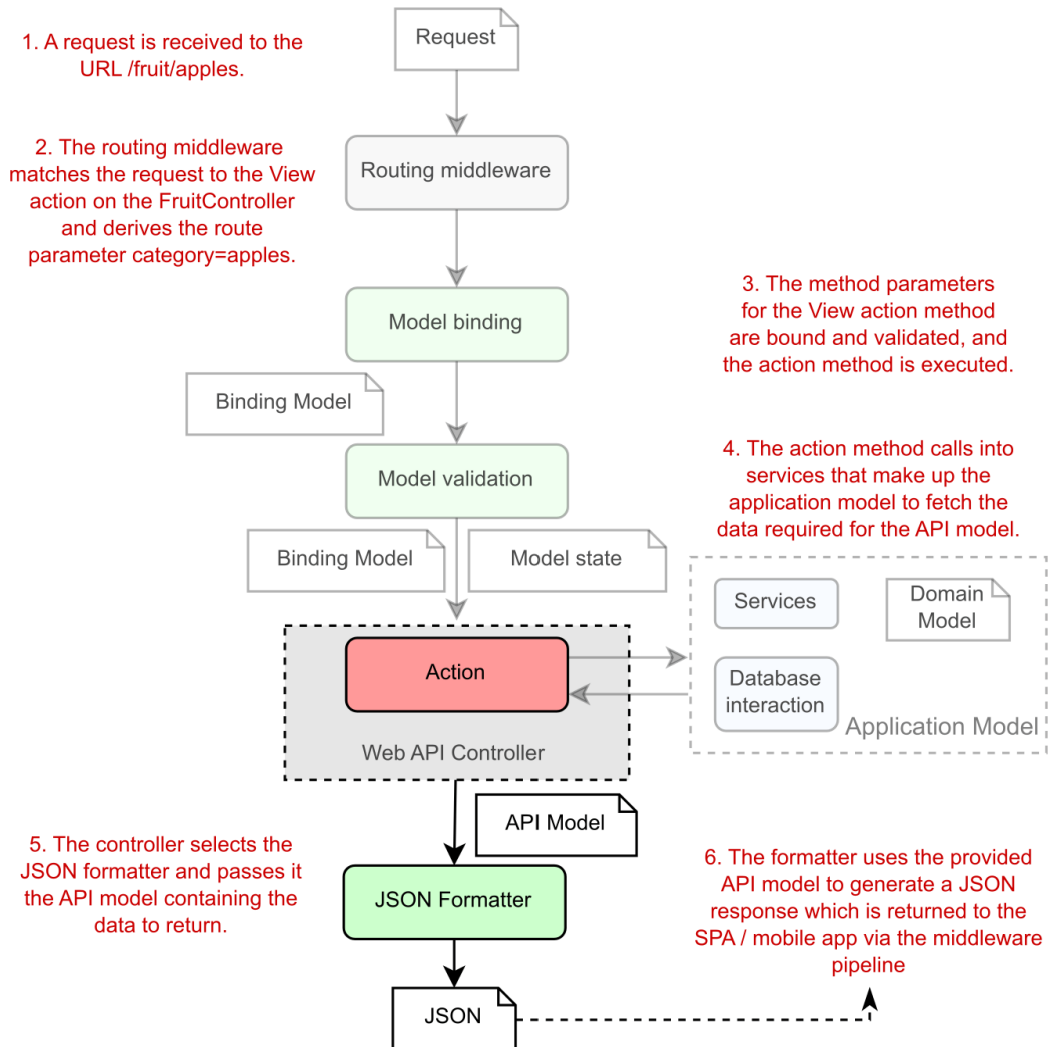 Request
1. A request is received to the
URL /fruit/apples.
2. The routing middleware
matches the request to the View
action on the FruitController
and derives the route
parameter category=apples.
Routing middleware
Model binding
3. The method parameters
for the View action method
are bound and validated, and
the action method is executed.
Binding Model
Model validation
4. The action method calls into
services that make up the
application model to fetch the
data required for the API model.
Binding Model
Model state
Services
Domain
Model
Action
Database
interaction
Application Model
Web API Controller
API Model
5. The controller selects the
JSON formatter and passes it
the API model containing the
data to return.
JSON Formatter
6. The formatter uses the provided
API model to generate a JSON
response which is returned to the
SPA / mobile app via the middleware
pipeline
JSON